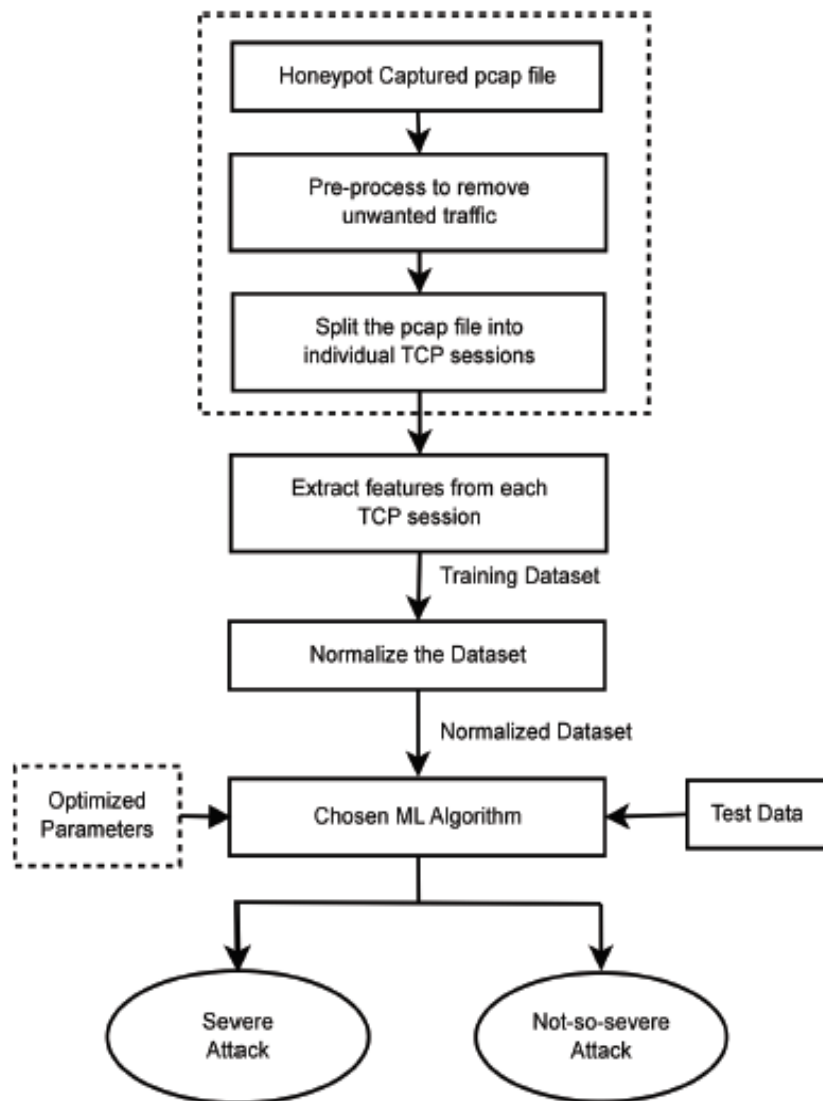 Honeypot Captured pcap file
Pre-process to remove
unwanted traffic
Split the pcap file into
individual TCP sessions
Extract features from each
TCP session
Training Dataset
Normalize the Dataset
Normalized Dataset
Optimized
Parameters
Chosen ML Algorithm
Test Data
Severe
Attack
Not-so-severe
Attack